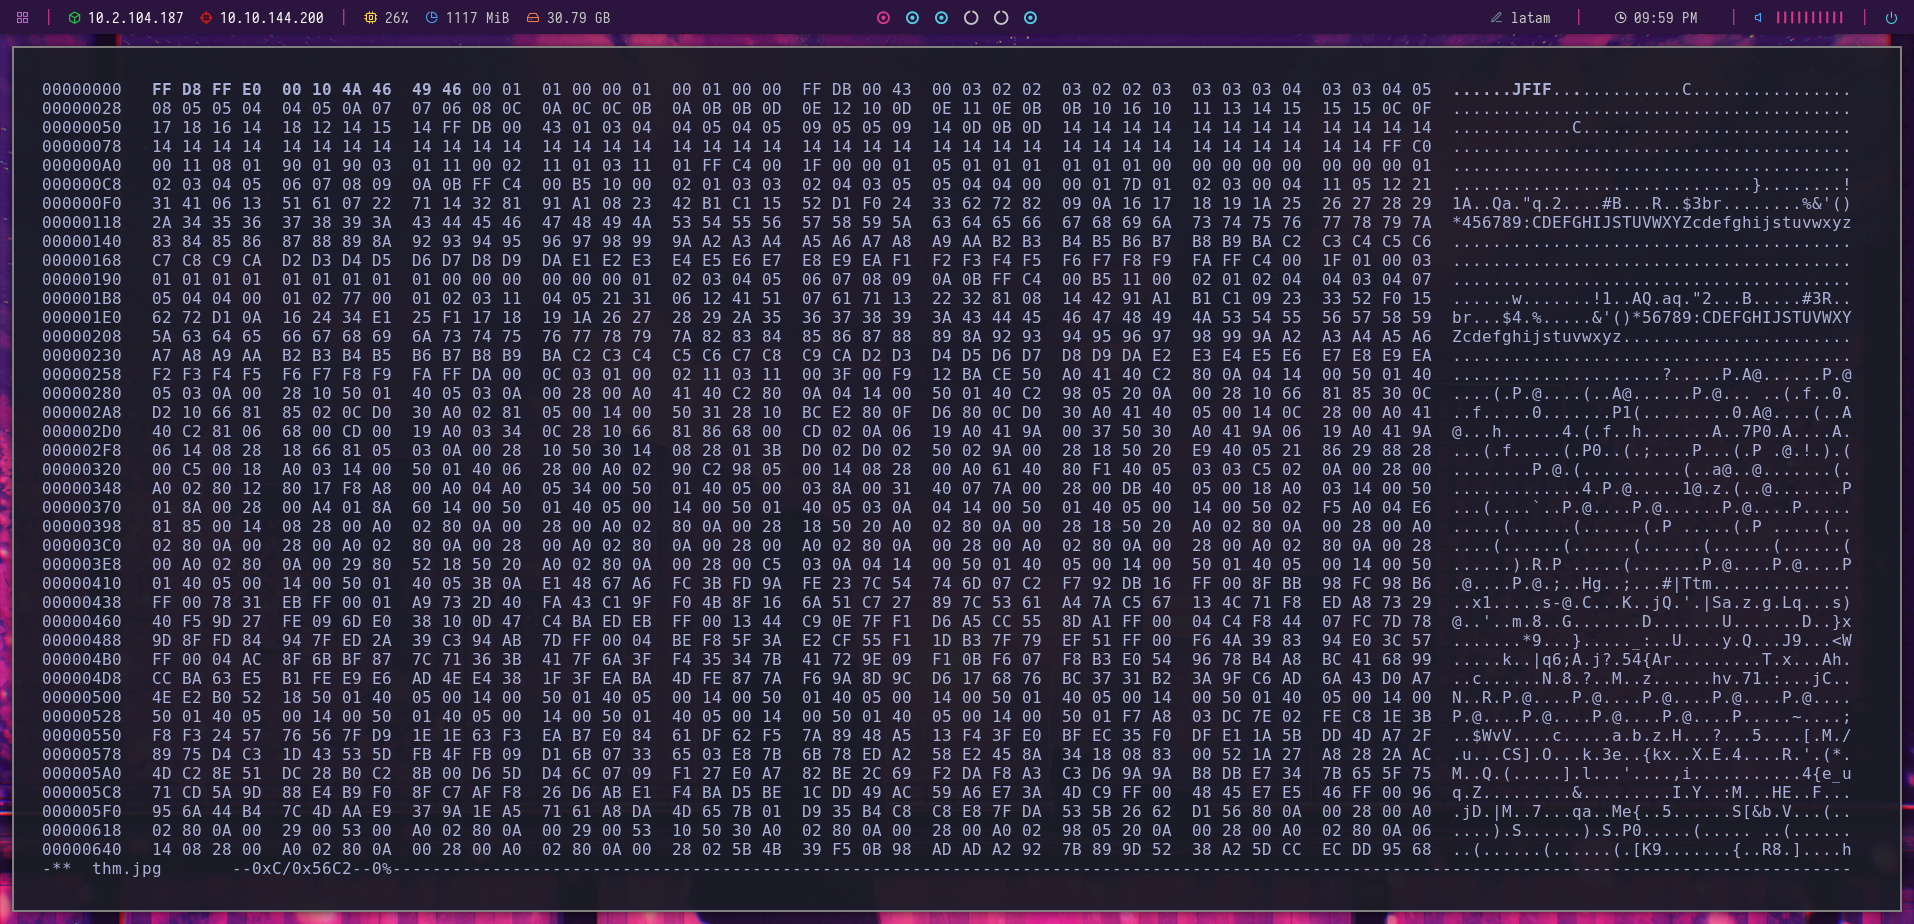 10.2.104.187 10.10.144.200 26% 1117 MiB 30.79 GB latam 09:59 PM
00000000 FF D8 FF E0 00 10 4A 46 49 46 00 01 01 00 00 01 00 01 00 00 FF DB 00 43 00 03 02 02 03 02 02 03 03 03 03 04 03 03 04 05 ......JFIF.............C................
00000028 08 05 05 04 04 05 0A 07 07 06 08 0C 0A 0C 0C 0B 0A 0B 0B 0D 0E 12 10 0D 0E 11 0E 0B 0B 10 16 10 11 13 14 15 15 15 0C 0F ........................................
00000050 17 18 16 14 18 12 14 15 14 FF DB 00 43 01 03 04 04 05 04 05 09 05 05 09 14 0D 0B 0D 14 14 14 14 14 14 14 14 14 14 14 14 ............C...........................
00000078 14 14 14 14 14 14 14 14 14 14 14 14 14 14 14 14 14 14 14 14 14 14 14 14 14 14 14 14 14 14 14 14 14 14 14 14 14 14 FF C0 ........................................
000000A0 00 11 08 01 90 01 90 03 01 11 00 02 11 01 03 11 01 FF C4 00 1F 00 00 01 05 01 01 01 01 01 01 00 00 00 00 00 00 00 00 01 ........................................
000000C8 02 03 04 05 06 07 08 09 0A 0B FF C4 00 B5 10 00 02 01 03 03 02 04 03 05 05 04 04 00 00 01 7D 01 02 03 00 04 11 05 12 21 ..............................}........!
000000F0 31 41 06 13 51 61 07 22 71 14 32 81 91 A1 08 23 42 B1 C1 15 52 D1 F0 24 33 62 72 82 09 0A 16 17 18 19 1A 25 26 27 28 29 1A..Qa."q.2....#B...R..$3br........%&'()
00000118 2A 34 35 36 37 38 39 3A 43 44 45 46 47 48 49 4A 53 54 55 56 57 58 59 5A 63 64 65 66 67 68 69 6A 73 74 75 76 77 78 79 7A *456789:CDEFGHIJSTUVWXYZcdefghijstuvwxyz
00000140 83 84 85 86 87 88 89 8A 92 93 94 95 96 97 98 99 9A A2 A3 A4 A5 A6 A7 A8 A9 AA B2 B3 B4 B5 B6 B7 B8 B9 BA C2 C3 C4 C5 C6 ........................................
00000168 C7 C8 C9 CA D2 D3 D4 D5 D6 D7 D8 D9 DA E1 E2 E3 E4 E5 E6 E7 E8 E9 EA F1 F2 F3 F4 F5 F6 F7 F8 F9 FA FF C4 00 1F 01 00 03 ........................................
00000190 01 01 01 01 01 01 01 01 01 00 00 00 00 00 00 01 02 03 04 05 06 07 08 09 0A 0B FF C4 00 B5 11 00 02 01 02 04 04 03 04 07 ........................................
000001B8 05 04 04 00 01 02 77 00 01 02 03 11 04 05 21 31 06 12 41 51 07 61 71 13 22 32 81 08 14 42 91 A1 B1 C1 09 23 33 52 F0 15 ......w.......!1..AQ.aq."2...B.....#3R..
000001E0 62 72 D1 0A 16 24 34 E1 25 F1 17 18 19 1A 26 27 28 29 2A 35 36 37 38 39 3A 43 44 45 46 47 48 49 4A 53 54 55 56 57 58 59 br...$4.%.....&'()*56789:CDEFGHIJSTUVWXY
00000208 5A 63 64 65 66 67 68 69 6A 73 74 75 76 77 78 79 7A 82 83 84 85 86 87 88 89 8A 92 93 94 95 96 97 98 99 9A A2 A3 A4 A5 A6 Zcdefghijstuvwxyz.......................
00000230 A7 A8 A9 AA B2 B3 B4 B5 B6 B7 B8 B9 BA C2 C3 C4 C5 C6 C7 C8 C9 CA D2 D3 D4 D5 D6 D7 D8 D9 DA E2 E3 E4 E5 E6 E7 E8 E9 EA ........................................
00000258 F2 F3 F4 F5 F6 F7 F8 F9 FA FF DA 00 0C 03 01 00 02 11 03 11 00 3F 00 F9 12 BA CE 50 A0 41 40 C2 80 0A 04 14 00 50 01 40 .....................?.....P.A@......P.@
00000280 05 03 0A 00 28 10 50 01 40 05 03 0A 00 28 00 A0 41 40 C2 80 0A 04 14 00 50 01 40 C2 98 05 20 0A 00 28 10 66 81 85 30 0C ....(.P.@....(..A@......P.@... ..(.f..0.
000002A8 D2 10 66 81 85 02 0C D0 30 A0 02 81 05 00 14 00 50 31 28 10 BC E2 80 0F D6 80 0C D0 30 A0 41 40 05 00 14 0C 28 00 A0 41 ..f.....0.......P1(.........0.A@....(..A
000002D0 40 C2 81 06 68 00 CD 00 19 A0 03 34 0C 28 10 66 81 86 68 00 CD 02 0A 06 19 A0 41 9A 00 37 50 30 A0 41 9A 06 19 A0 41 9A @...h......4.(.f..h.......A..7P0.A....A.
000002F8 06 14 08 28 18 66 81 05 03 0A 00 28 10 50 30 14 08 28 01 3B D0 02 D0 02 50 02 9A 00 28 18 50 20 E9 40 05 21 86 29 88 28 ...(.f.....(.P0..(.;....P...(.P .@.!.).(
00000320 00 C5 00 18 A0 03 14 00 50 01 40 06 28 00 A0 02 90 C2 98 05 00 14 08 28 00 A0 61 40 80 F1 40 05 03 03 C5 02 0A 00 28 00 ........P.@.(..........(..a@..@.......(.
00000348 A0 02 80 12 80 17 F8 A8 00 A0 04 A0 05 34 00 50 01 40 05 00 03 8A 00 31 40 07 7A 00 28 00 DB 40 05 00 18 A0 03 14 00 50 .............4.P.@.....1@.z.(..@.......P
00000370 01 8A 00 28 00 A4 01 8A 60 14 00 50 01 40 05 00 14 00 50 01 40 05 03 0A 04 14 00 50 01 40 05 00 14 00 50 02 F5 A0 04 E6 ...(....`..P.@....P.@......P.@....P.....
00000398 81 85 00 14 08 28 00 A0 02 80 0A 00 28 00 A0 02 80 0A 00 28 18 50 20 A0 02 80 0A 00 28 18 50 20 A0 02 80 0A 00 28 00 A0 .....(......(......(.P .....(.P .....(..
000003C0 02 80 0A 00 28 00 A0 02 80 0A 00 28 00 A0 02 80 0A 00 28 00 A0 02 80 0A 00 28 00 A0 02 80 0A 00 28 00 A0 02 80 0A 00 28 ....(......(......(......(......(......(
000003E8 00 A0 02 80 0A 00 29 80 52 18 50 20 A0 02 80 0A 00 28 00 C5 03 0A 04 14 00 50 01 40 05 00 14 00 50 01 40 05 00 14 00 50 ......).R.P .....(.......P.@....P.@....P
00000410 01 40 05 00 14 00 50 01 40 05 3B 0A E1 48 67 A6 FC 3B FD 9A FE 23 7C 54 74 6D 07 C2 F7 92 DB 16 FF 00 8F BB 98 FC 98 B6 .@....P.@.;..Hg..;...#|Ttm..............
00000438 FF 00 78 31 EB FF 00 01 A9 73 2D 40 FA 43 C1 9F F0 4B 8F 16 6A 51 C7 27 89 7C 53 61 A4 7A C5 67 13 4C 71 F8 ED A8 73 29 ..x1.....s-@.C...K..jQ.'.|Sa.z.g.Lq...s)
00000460 40 F5 9D 27 FE 09 6D E0 38 10 0D 47 C4 BA ED EB FF 00 13 44 C9 0E 7F F1 D6 A5 CC 55 8D A1 FF 00 04 C4 F8 44 07 FC 7D 78 @..'..m.8..G.......D.......U......D..}x
00000488 9D 8F FD 84 94 7F ED 2A 39 C3 94 AB 7D FF 00 04 BE F8 5F 3A E2 CF 55 F1 1D B3 7F 79 EF 51 FF 00 F6 4A 39 83 94 E0 3C 57 .......*9...}....._:..U....y.Q...J9...<W
000004B0 FF 00 04 AC 8F 6B BF 87 7C 71 36 3B 41 7F 6A 3F F4 35 34 7B 41 72 9E 09 F1 0B F6 07 F8 B3 E0 54 96 78 B4 A8 BC 41 68 99 .....k..|q6;A.j?.54{Ar.........T.x...Ah.
000004D8 CC BA 63 E5 B1 FE E9 E6 AD 4E E4 38 1F 3F EA BA 4D FE 87 7A F6 9A 8D 9C D6 17 68 76 BC 37 31 B2 3A 9F C6 AD 6A 43 D0 A7 ..c......N.8.?..M..z......hv.71.:...jC..
00000500 4E E2 B0 52 18 50 01 40 05 00 14 00 50 01 40 05 00 14 00 50 01 40 05 00 14 00 50 01 40 05 00 14 00 50 01 40 05 00 14 00 N..R.P.@....P.@....P.@....P.@....P.@....
00000528 50 01 40 05 00 14 00 50 01 40 05 00 14 00 50 01 40 05 00 14 00 50 01 40 05 00 14 00 50 01 F7 A8 03 DC 7E 02 FE C8 1E 3B P.@....P.@....P.@....P.@....P.....~....;
00000550 F8 F3 24 57 76 56 7F D9 1E 1E 63 F3 EA B7 E0 84 61 DF 62 F5 7A 89 48 A5 13 F4 3F E0 BF EC 35 F0 DF E1 1A 5B DD 4D A7 2F ..$WvV....c.....a.b.z.H...?...5....[.M./
00000578 89 75 D4 C3 1D 43 53 5D FB 4F FB 09 D1 6B 07 33 65 03 E8 7B 6B 78 ED A2 58 E2 45 8A 34 18 08 83 00 52 1A 27 A8 28 2A AC .u...CS].O...k.3e..{kx..X.E.4....R.'.(*.
000005A0 4D C2 8E 51 DC 28 B0 C2 8B 00 D6 5D D4 6C 07 09 F1 27 E0 A7 82 BE 2C 69 F2 DA F8 A3 C3 D6 9A 9A B8 DB E7 34 7B 65 5F 75 M..Q.(.....].l...'....,i...........4{e_u
000005C8 71 CD 5A 9D 88 E4 B9 F0 8F C7 AF F8 26 D6 AB E1 F4 BA D5 BE 1C DD 49 AC 59 A6 E7 3A 4D C9 FF 00 48 45 E7 E5 46 FF 00 96 q.Z.........&.........I.Y..:M...HE..F...
000005F0 95 6A 44 B4 7C 4D AA E9 37 9A 1E A5 71 61 A8 DA 4D 65 7B 01 D9 35 B4 C8 C8 E8 7F DA 53 5B 26 62 D1 56 80 0A 00 28 00 A0 .jD.|M..7...qa..Me{..5......S[&b.V...(..
00000618 02 80 0A 00 29 00 53 00 A0 02 80 0A 00 29 00 53 10 50 30 A0 02 80 0A 00 28 00 A0 02 98 05 20 0A 00 28 00 A0 02 80 0A 06 ....).S......).S.P0.....(..... ..(......
00000640 14 08 28 00 A0 02 80 0A 00 28 00 A0 02 80 0A 00 28 02 5B 4B 39 F5 0B 98 AD AD A2 92 7B 89 9D 52 38 A2 5D CC EC DD 95 68 ..(......(......(.[K9.......{..R8.]....h
-** thm.jpg --0xC/0x56C2--0%--------------------------------------------------------------------------------